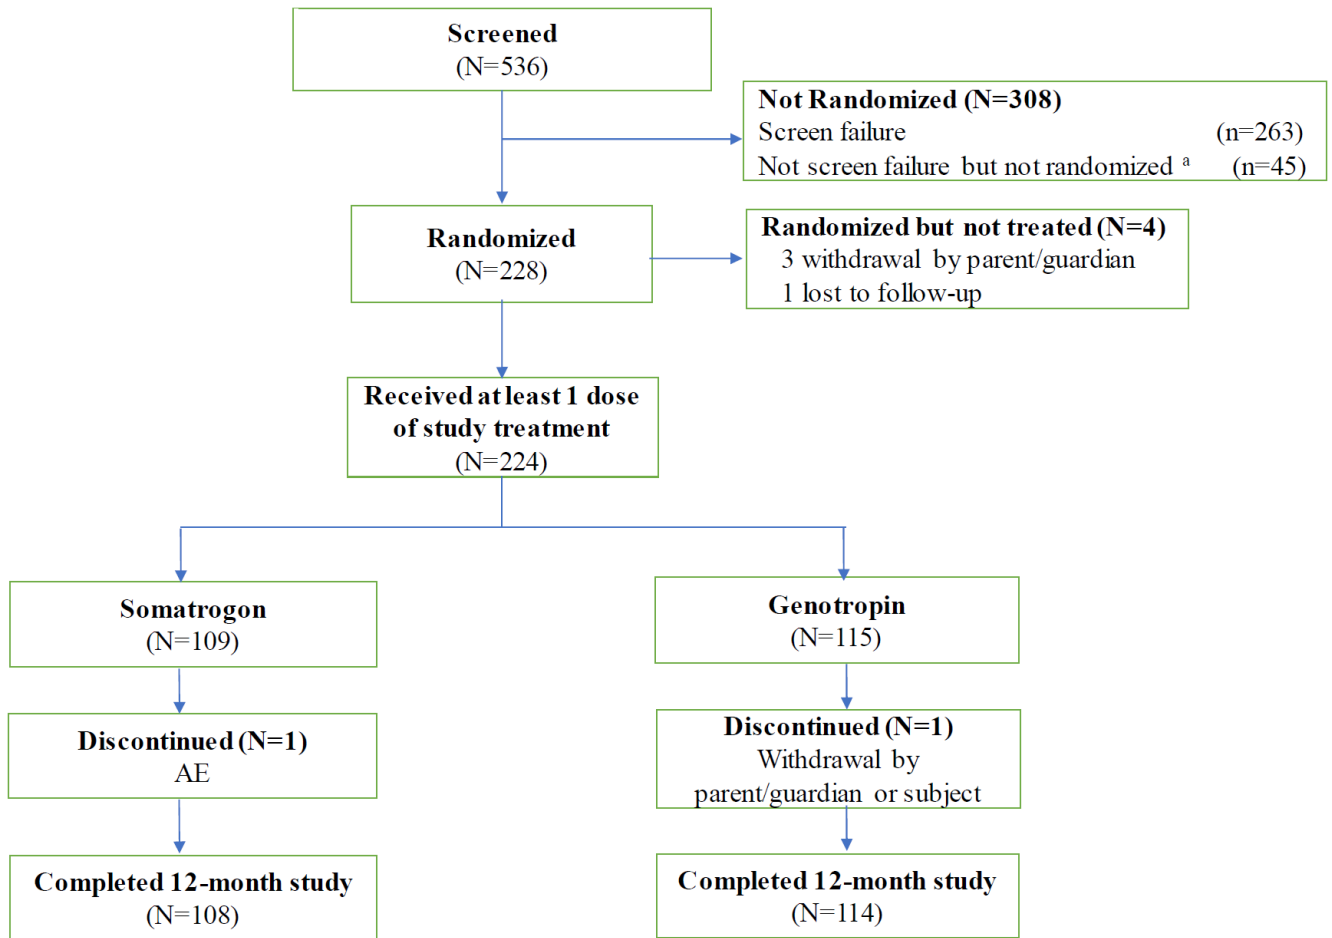 Screened
(N=536)
Not Randomized (N=308)
Screen failure (n=263)
Not screen failure but not randomized ᵃ (n=45)
Randomized
(N=228)
Randomized but not treated (N=4)
3 withdrawal by parent/guardian
1 lost to follow-up
Received at least 1 dose
of study treatment
(N=224)
Somatrogon
(N=109)
Genotropin
(N=115)
Discontinued (N=1)
AE
Discontinued (N=1)
Withdrawal by
parent/guardian or subject
Completed 12-month study
(N=108)
Completed 12-month study
(N=114)